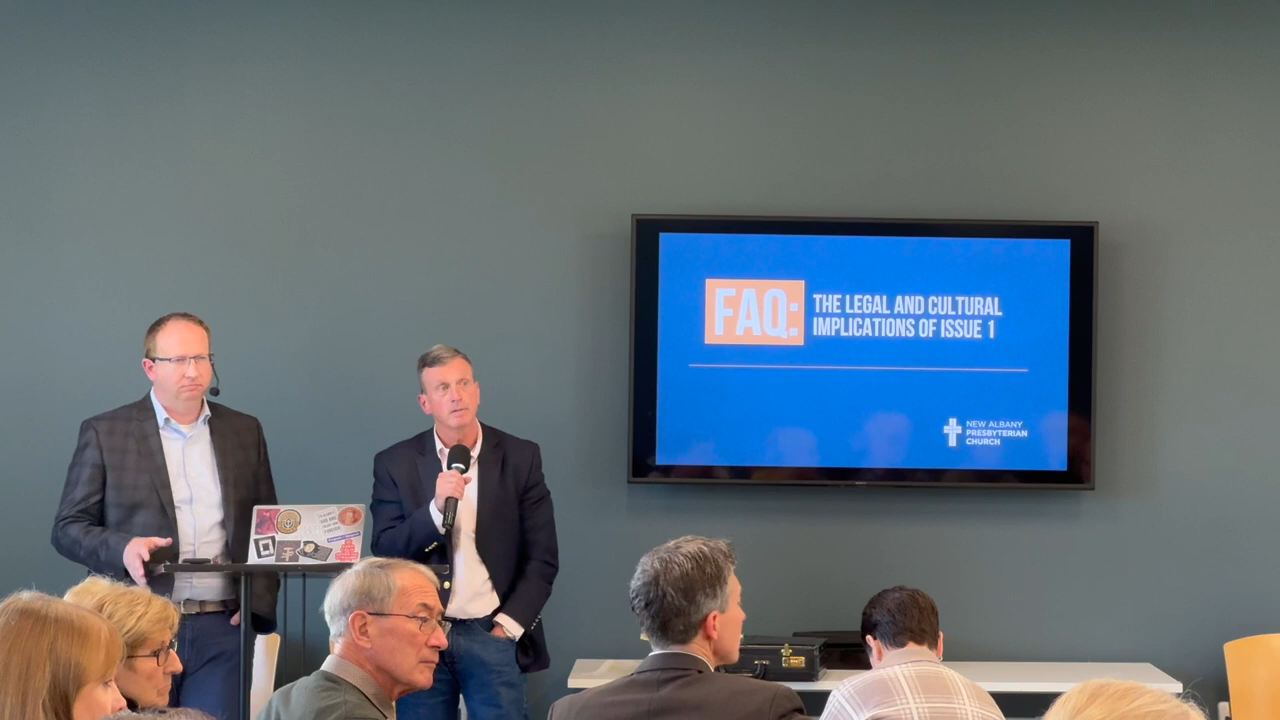 FAQ:
THE LEGAL AND CULTURAL
IMPLICATIONS OF ISSUE 1
NEW ALBANY
PRESBYTERIAN
CHURCH